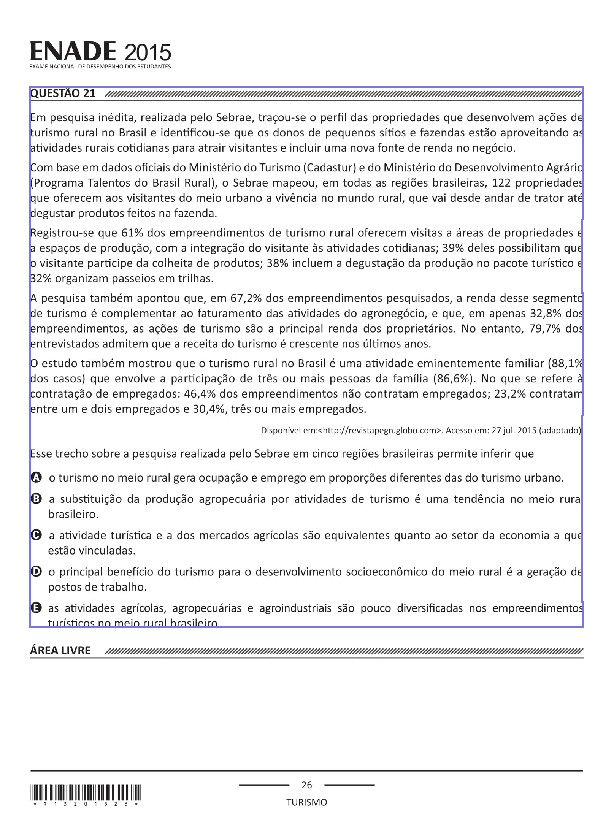 ENADE 2015
EXAME NACIONAL DE DESEMPENHO DOS ESTUDANTES
QUESTÃO 21
Em pesquisa inédita, realizada pelo Sebrae, traçou-se o perfil das propriedades que desenvolvem ações de
turismo rural no Brasil e identificou-se que os donos de pequenos sítios e fazendas estão aproveitando as
atividades rurais cotidianas para atrair visitantes e incluir uma nova fonte de renda no negócio.
Com base em dados oficiais do Ministério do Turismo (Cadastur) e do Ministério do Desenvolvimento Agrário
(Programa Talentos do Brasil Rural), o Sebrae mapeou, em todas as regiões brasileiras, 122 propriedades
que oferecem aos visitantes do meio urbano a vivência no mundo rural, que vai desde andar de trator até
degustar produtos feitos na fazenda.
Registrou-se que 61% dos empreendimentos de turismo rural oferecem visitas a áreas de propriedades e
a espaços de produção, com a integração do visitante às atividades cotidianas; 39% deles possibilitam que
o visitante participe da colheita de produtos; 38% incluem a degustação da produção no pacote turístico e
32% organizam passeios em trilhas.
A pesquisa também apontou que, em 67,2% dos empreendimentos pesquisados, a renda desse segmento
de turismo é complementar ao faturamento das atividades do agronegócio, e que, em apenas 32,8% dos
empreendimentos, as ações de turismo são a principal renda dos proprietários. No entanto, 79,7% dos
entrevistados admitem que a receita do turismo é crescente nos últimos anos.
O estudo também mostrou que o turismo rural no Brasil é uma atividade eminentemente familiar (88,1%
dos casos) que envolve a participação de três ou mais pessoas da família (86,6%). No que se refere à
contratação de empregados: 46,4% dos empreendimentos não contratam empregados; 23,2% contratam
entre um e dois empregados e 30,4%, três ou mais empregados.
Disponível em:<http://revistapegn.globo.com>. Acesso em: 27 jul. 2015 (adaptado)
Esse trecho sobre a pesquisa realizada pelo Sebrae em cinco regiões brasileiras permite inferir que
A o turismo no meio rural gera ocupação e emprego em proporções diferentes das do turismo urbano.
B a substituição da produção agropecuária por atividades de turismo é uma tendência no meio rural
brasileiro.
C a atividade turística e a dos mercados agrícolas são equivalentes quanto ao setor da economia a que
estão vinculadas.
D o principal benefício do turismo para o desenvolvimento socioeconômico do meio rural é a geração de
postos de trabalho.
E as atividades agrícolas, agropecuárias e agroindustriais são pouco diversificadas nos empreendimentos
turísticos no meio rural brasileiro
ÁREA LIVRE
26
TURISMO